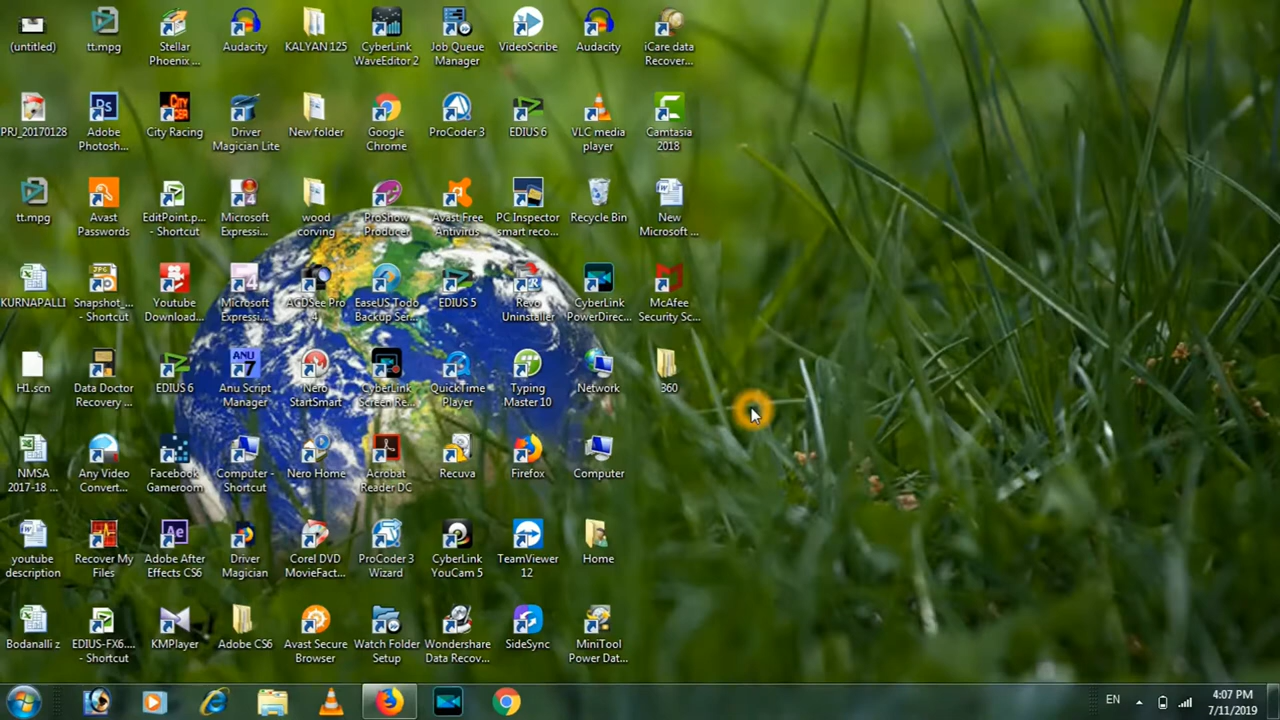 (untitled)
tt.mpg
Stellar
Phoenix ...
Audacity
KALYAN 125
CyberLink
WaveEditor 2
Job Queue
Manager
VideoScribe
Audacity
iCare data
Recover...
PRJ_20170128
Ps
Adobe
Photosh...
CITY
City Racing
Driver
Magician Lite
New folder
Google
Chrome
ProCoder 3
EDIUS 6
VLC media
player
Camtasia
2018
tt.mpg
Avast
Passwords
EditPoint.p...
- Shortcut
Microsoft
Expressi...
wood
corving
ProShow
Producer
Avast Free
Antivirus
PC Inspector
smart reco...
Recycle Bin
New
Microsoft ...
KURNAPALLI
JPG
Snapshot_...
- Shortcut
Youtube
Download...
Microsoft
Expressi...
ACDSee Pro
4
EaseUS Todo
Backup Ser...
EDIUS 5
Revo
Uninstaller
CyberLink
PowerDirec...
McAfee
Security Sc...
H1.scn
Data Doctor
Recovery ...
EDIUS 6
ANU
7
Anu Script
Manager
Nero
StartSmart
CyberLink
Screen Re...
QuickTime
Player
Typing
Master 10
Network
360
NMSA
2017-18 ...
Any Video
Convert...
Facebook
Gameroom
Computer -
Shortcut
Nero Home
Acrobat
Reader DC
Recuva
Firefox
Computer
youtube
description
Recover My
Files
Ae
Adobe After
Effects CS6
Driver
Magician
Corel DVD
MovieFact...
ProCoder 3
Wizard
CyberLink
YouCam 5
TeamViewer
12
Home
Bodanalli z
EDIUS-FX6....
- Shortcut
KMPlayer
Adobe CS6
Avast Secure
Browser
Watch Folder
Setup
Wondershare
Data Recov...
SideSync
MiniTool
Power Dat...
EN
4:07 PM
7/11/2019